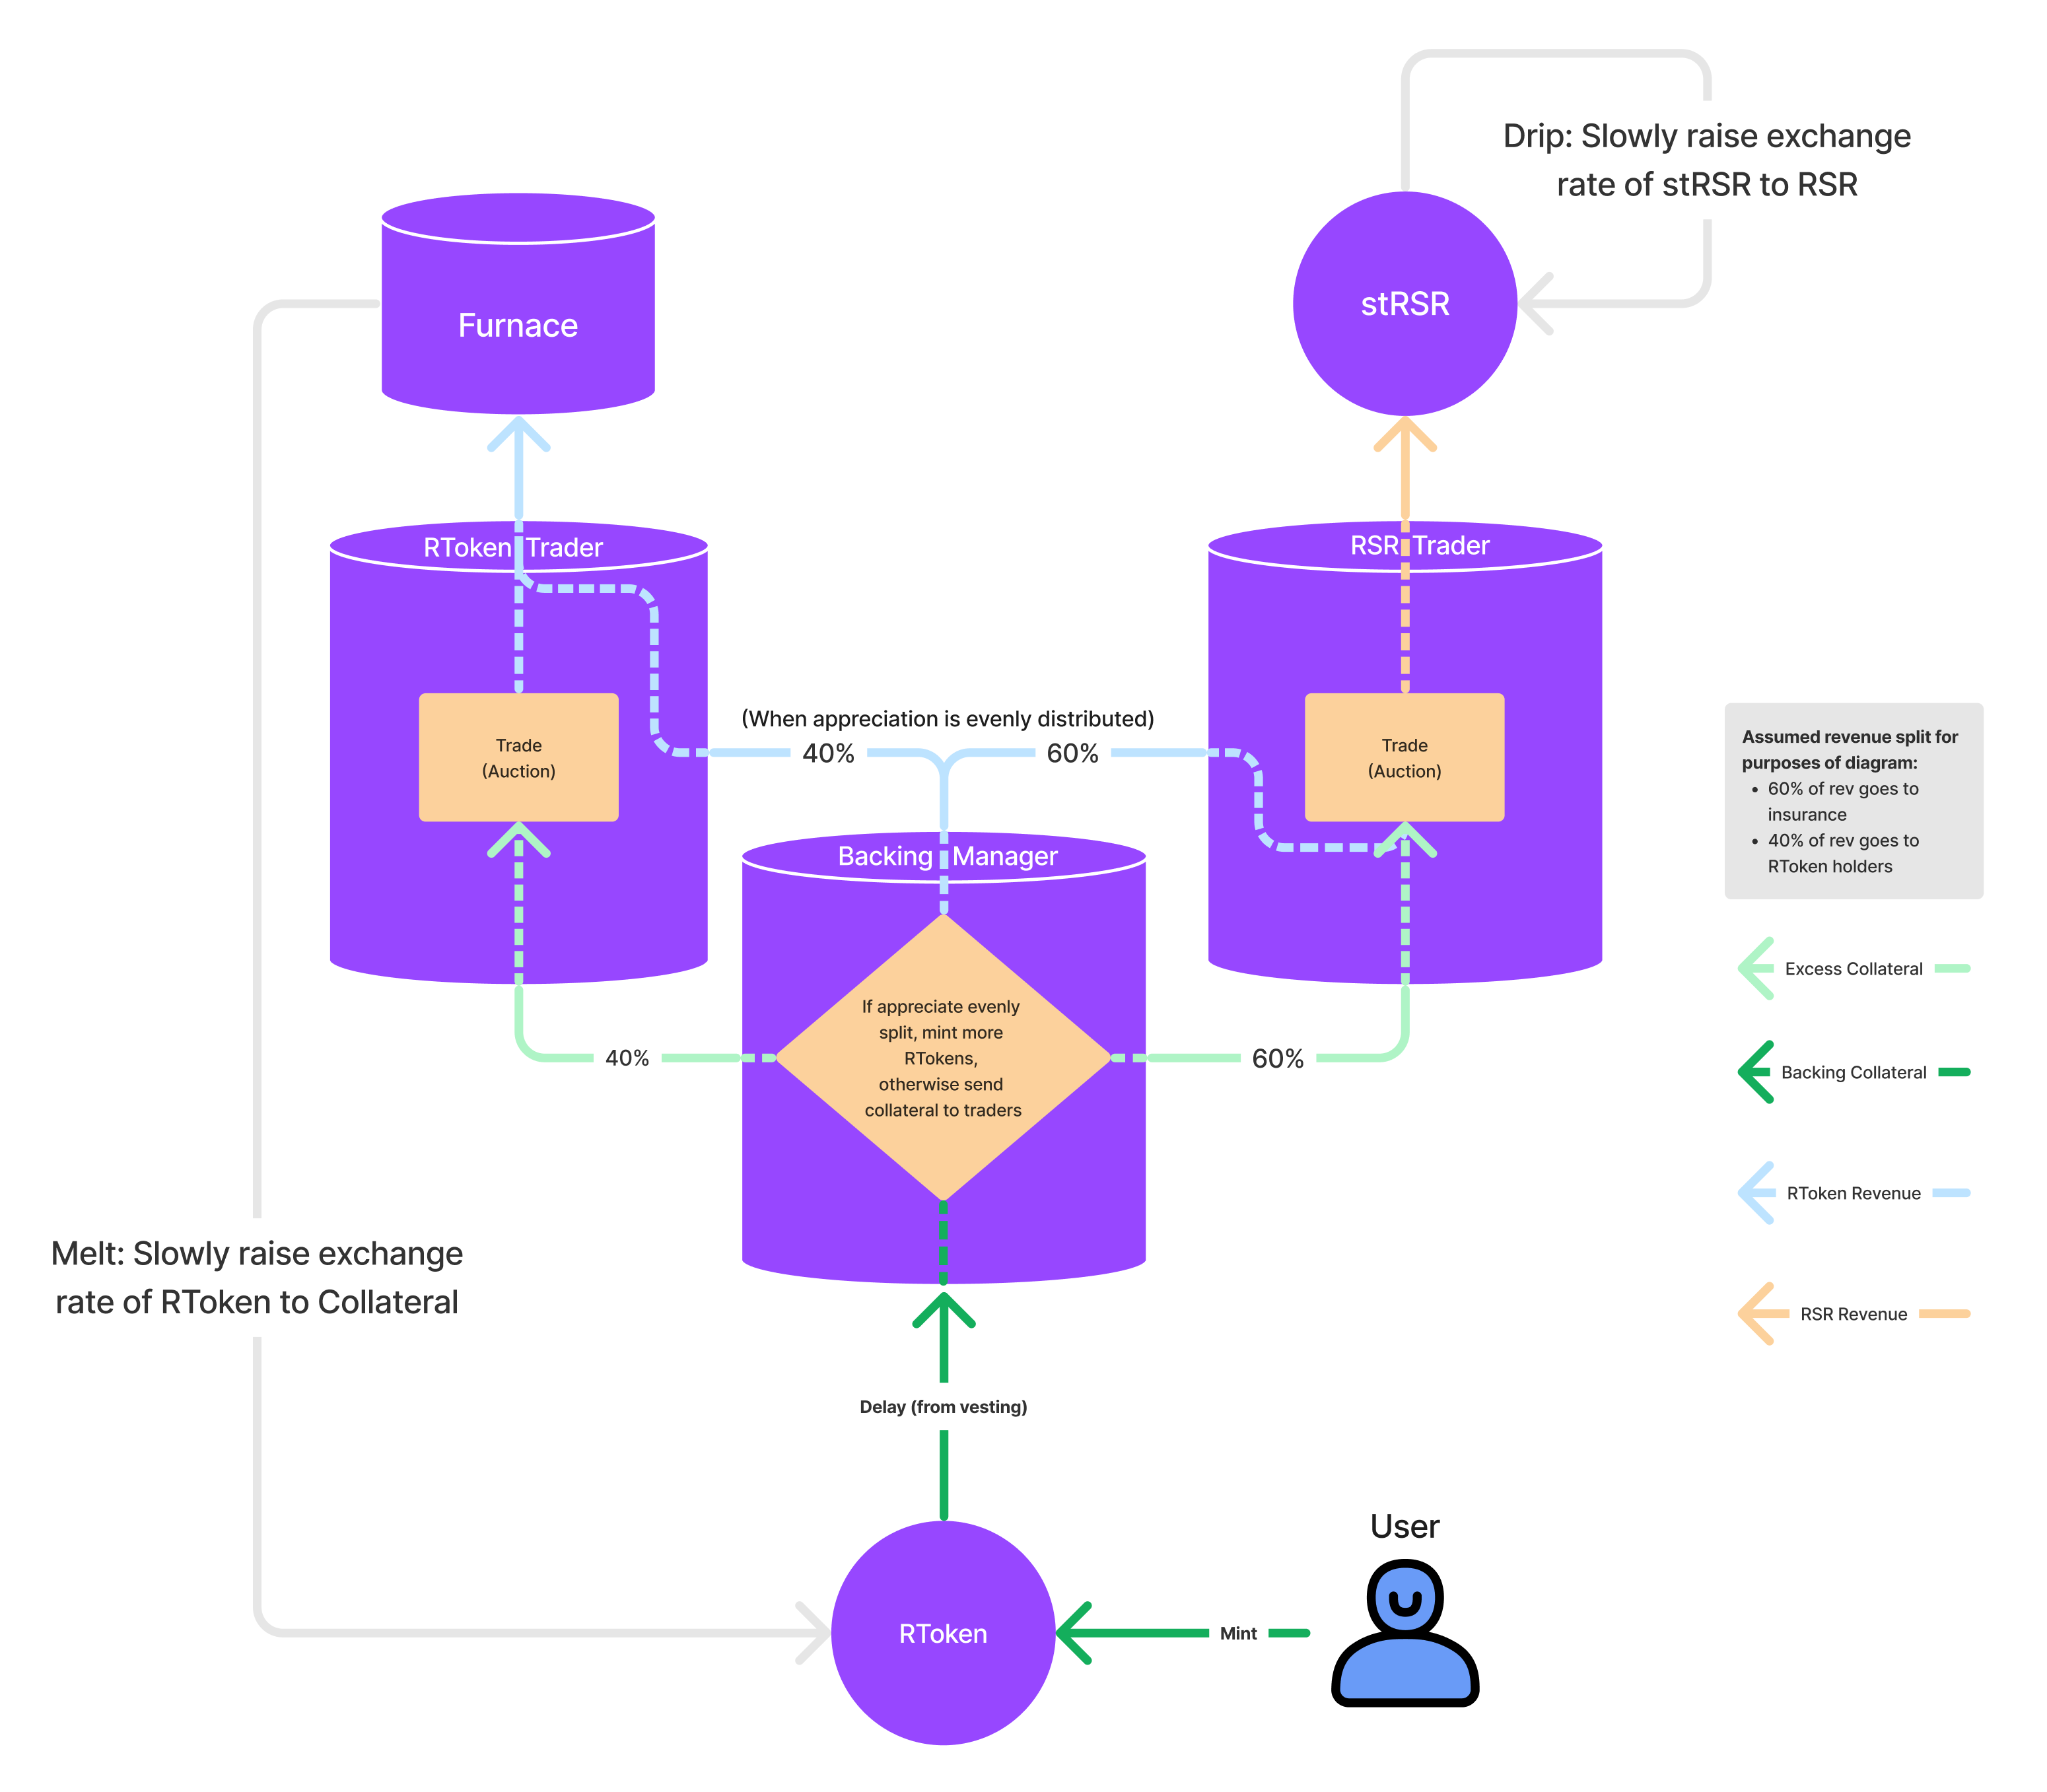 Drip: Slowly raise exchange
rate of stRSR to RSR
stRSR
Furnace
RToken Trader
RSR Trader
Trade
(Auction)
(When appreciation is evenly distributed)
40%
60%
Trade
(Auction)
Assumed revenue split for
purposes of diagram:
• 60% of rev goes to
insurance
• 40% of rev goes to
RToken holders
Backing Manager
If appreciate evenly
split, mint more
RTokens,
otherwise send
collateral to traders
40%
60%
Excess Collateral
Backing Collateral
RToken Revenue
RSR Revenue
Melt: Slowly raise exchange
rate of RToken to Collateral
Delay (from vesting)
User
RToken
Mint